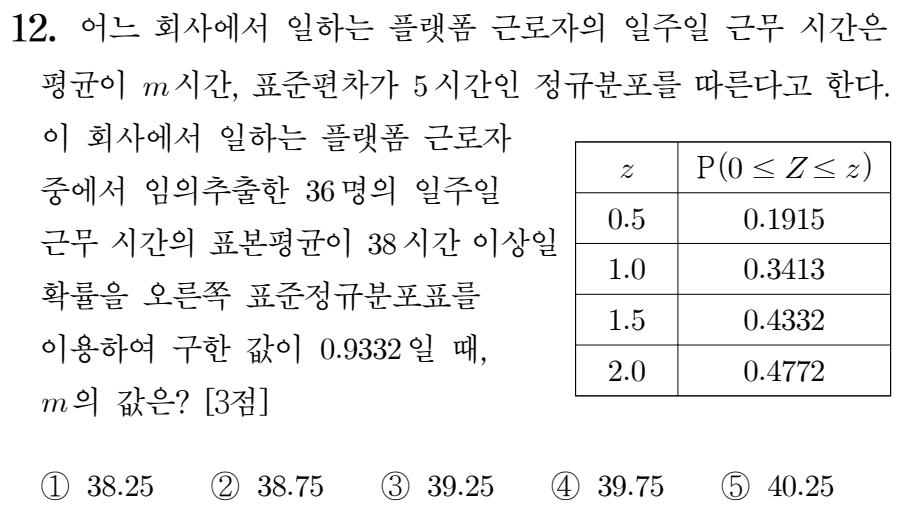 12. 어느 회사에서 일하는 플랫폼 근로자의 일주일 근무 시간은
평균이 m시간, 표준편차가 5시간인 정규분포를 따른다고 한다.
이 회사에서 일하는 플랫폼 근로자
중에서 임의추출한 36명의 일주일
근무 시간의 표본평균이 38시간 이상일
확률을 오른쪽 표준정규분포표를
이용하여 구한 값이 0.9332일 때,
m의 값은? [3점]
z P(0 ≤ Z ≤ z)
0.5 0.1915
1.0 0.3413
1.5 0.4332
2.0 0.4772
① 38.25 ② 38.75 ③ 39.25 ④ 39.75 ⑤ 40.25